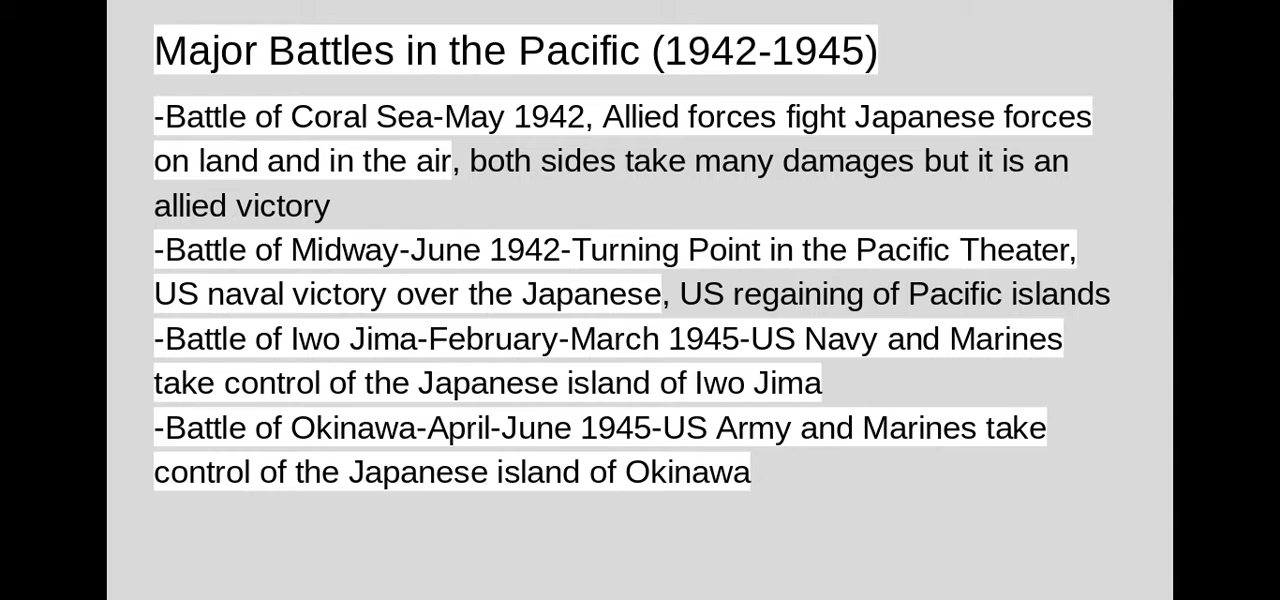 Major Battles in the Pacific (1942-1945)
-Battle of Coral Sea-May 1942, Allied forces fight Japanese forces
on land and in the air, both sides take many damages but it is an
allied victory
-Battle of Midway-June 1942-Turning Point in the Pacific Theater,
US naval victory over the Japanese, US regaining of Pacific islands
-Battle of Iwo Jima-February-March 1945-US Navy and Marines
take control of the Japanese island of Iwo Jima
-Battle of Okinawa-April-June 1945-US Army and Marines take
control of the Japanese island of Okinawa